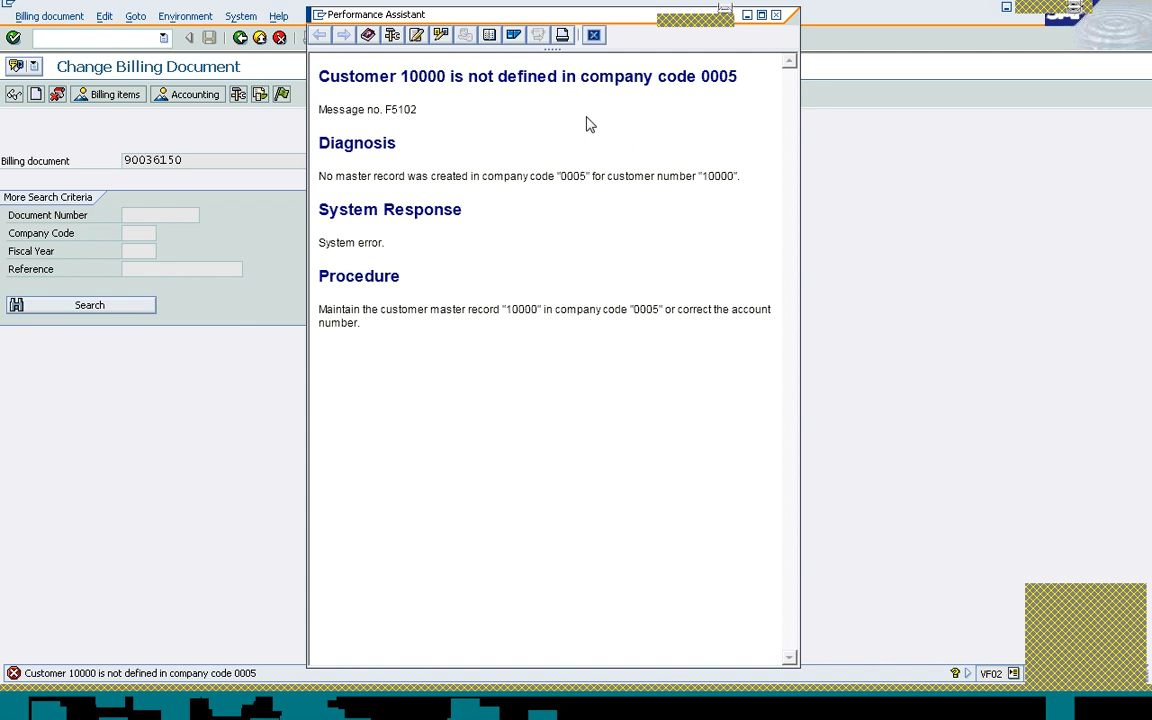 Billing document Edit Goto Environment System Help
Performance Assistant
Change Billing Document
Billing items Accounting
Billing document 90036150
More Search Criteria
Document Number
Company Code
Fiscal Year
Reference
Search
Customer 10000 is not defined in company code 0005
Message no. F5102
Diagnosis
No master record was created in company code "0005" for customer number "10000".
System Response
System error.
Procedure
Maintain the customer master record "10000" in company code "0005" or correct the account
number.
Customer 10000 is not defined in company code 0005
VF02